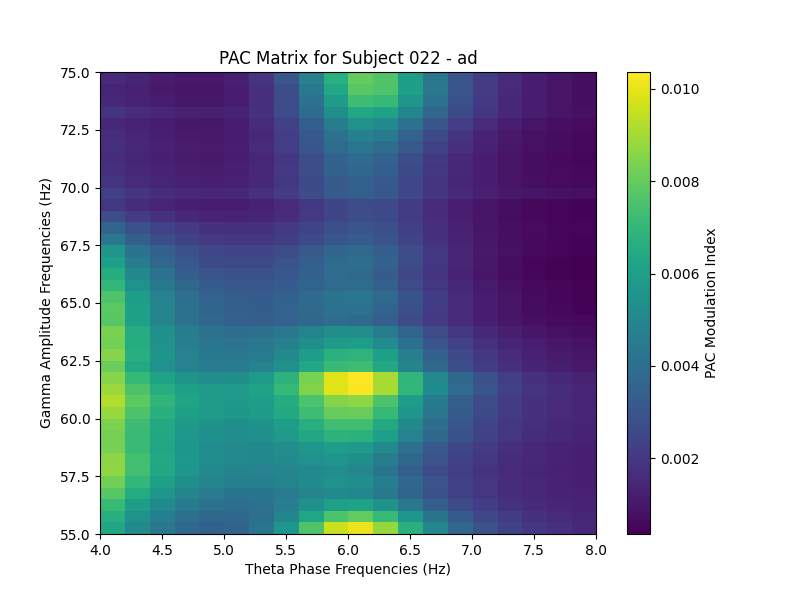 PAC Matrix for Subject 022 - ad
75.0
72.5
70.0
67.5
65.0
62.5
60.0
57.5
55.0
Gamma Amplitude Frequencies (Hz)
4.0 4.5 5.0 5.5 6.0 6.5 7.0 7.5 8.0
Theta Phase Frequencies (Hz)
0.010
0.008
0.006
0.004
0.002
PAC Modulation Index